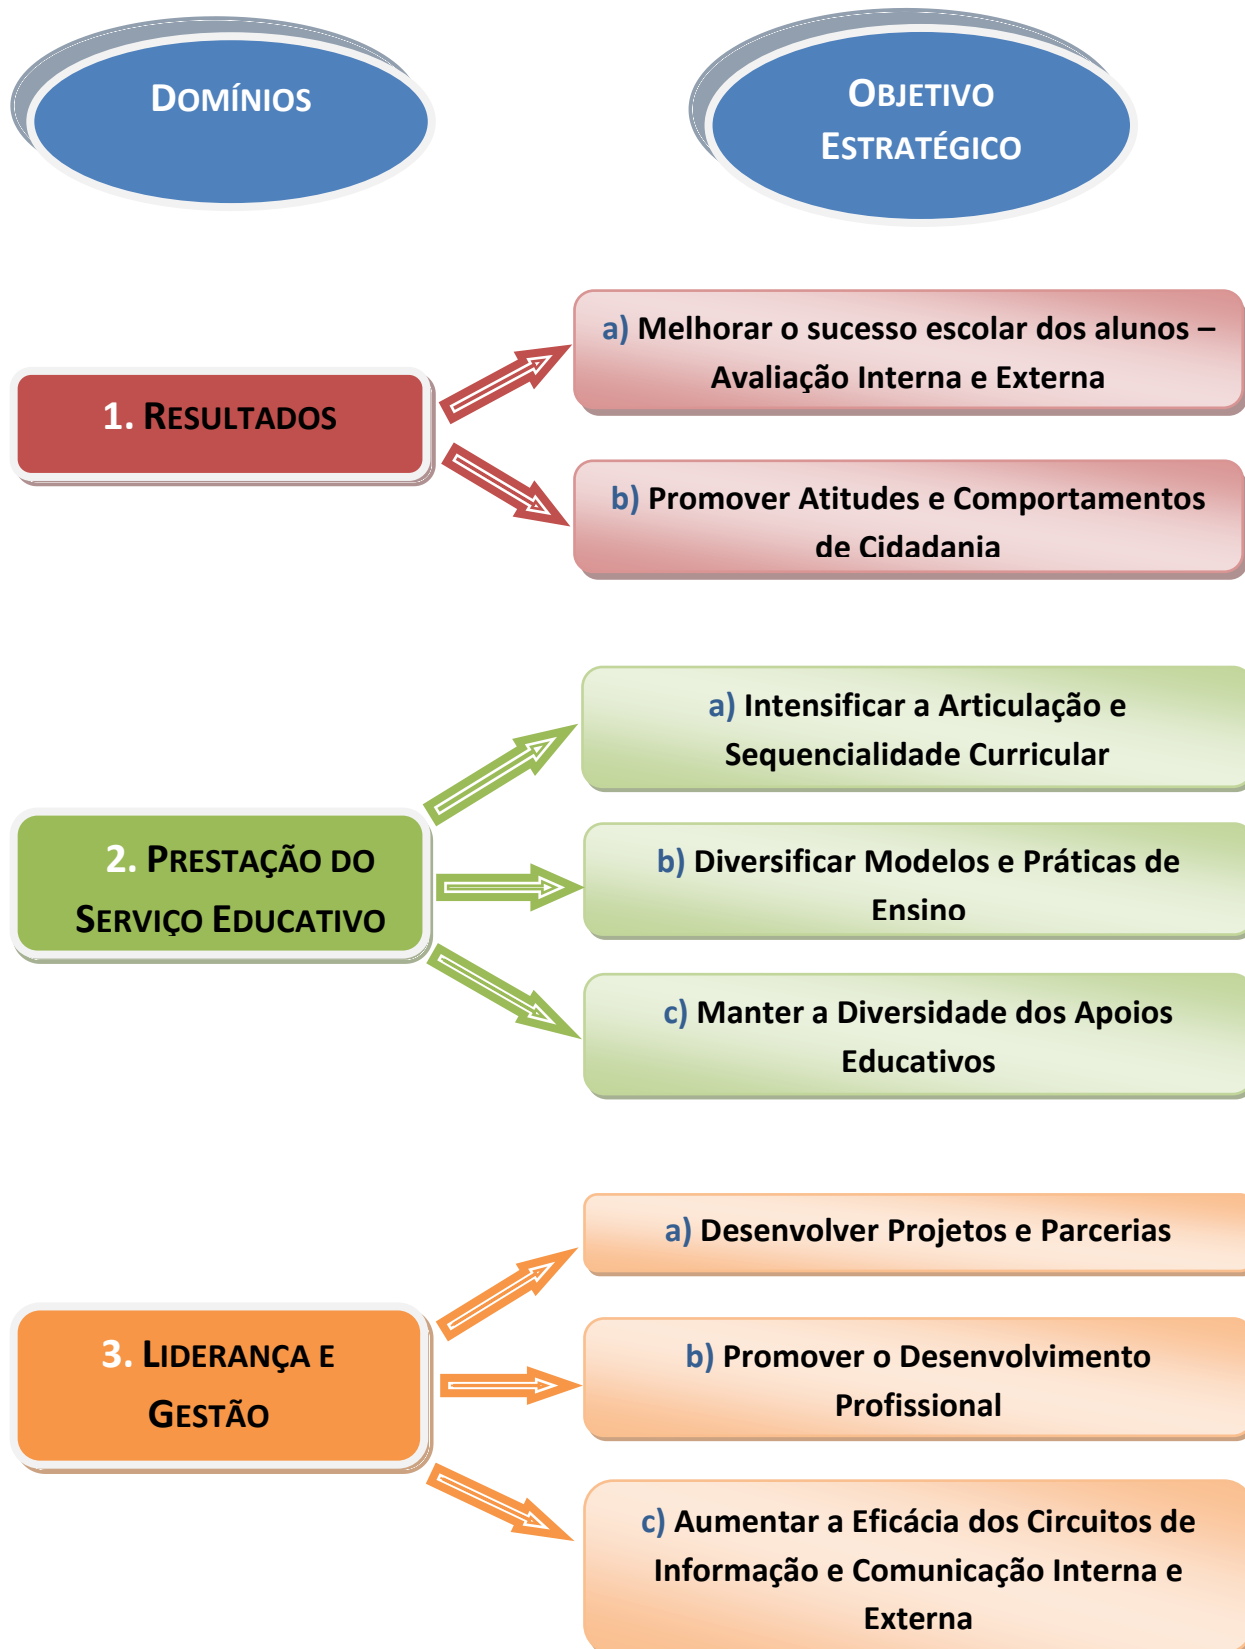 DOMÍNIOS
OBJETIVO
ESTRATÉGICO
1. RESULTADOS
a) Melhorar o sucesso escolar dos alunos –
Avaliação Interna e Externa
b) Promover Atitudes e Comportamentos
de Cidadania
2. PRESTAÇÃO DO
SERVIÇO EDUCATIVO
a) Intensificar a Articulação e
Sequencialidade Curricular
b) Diversificar Modelos e Práticas de
Ensino
c) Manter a Diversidade dos Apoios
Educativos
3. LIDERANÇA E
GESTÃO
a) Desenvolver Projetos e Parcerias
b) Promover o Desenvolvimento
Profissional
c) Aumentar a Eficácia dos Circuitos de
Informação e Comunicação Interna e
Externa